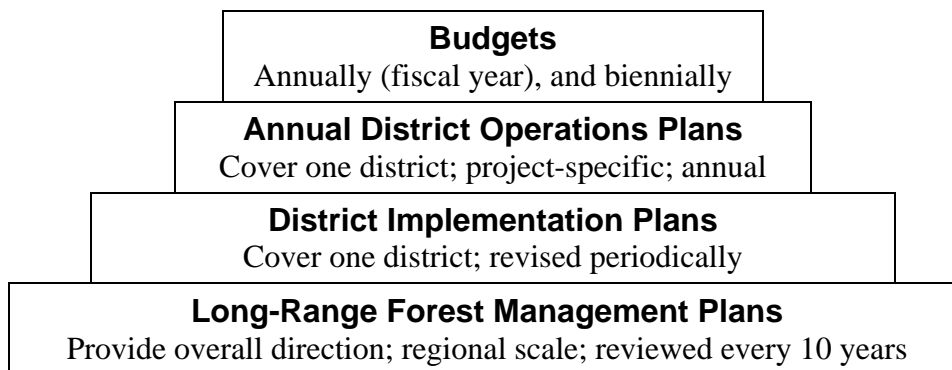 Budgets
Annually (fiscal year), and biennially
Annual District Operations Plans
Cover one district; project-specific; annual
District Implementation Plans
Cover one district; revised periodically
Long-Range Forest Management Plans
Provide overall direction; regional scale; reviewed every 10 years